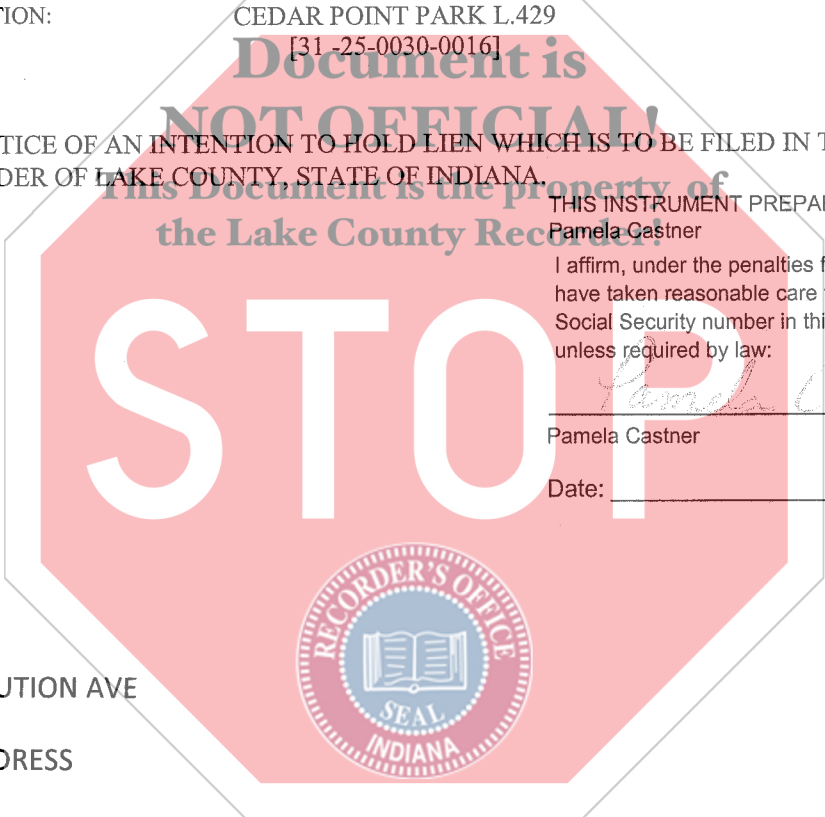 TION:
CEDAR POINT PARK L.429
[31 -25-0030-0016]
Document is
NOT OFFICIAL!
TICE OF AN INTENTION TO HOLD LIEN WHICH IS TO BE FILED IN T
DER OF LAKE COUNTY, STATE OF INDIANA.
This Document is the property of
the Lake County Recorder!
THIS INSTRUMENT PREPA
Pamela Castner
I affirm, under the penalties f
have taken reasonable care
Social Security number in thi
unless required by law:
Pamela C
Pamela Castner
Date:
STOP
RECORDER'S OFFICE
SEAL
INDIANA
UTION AVE
DRESS